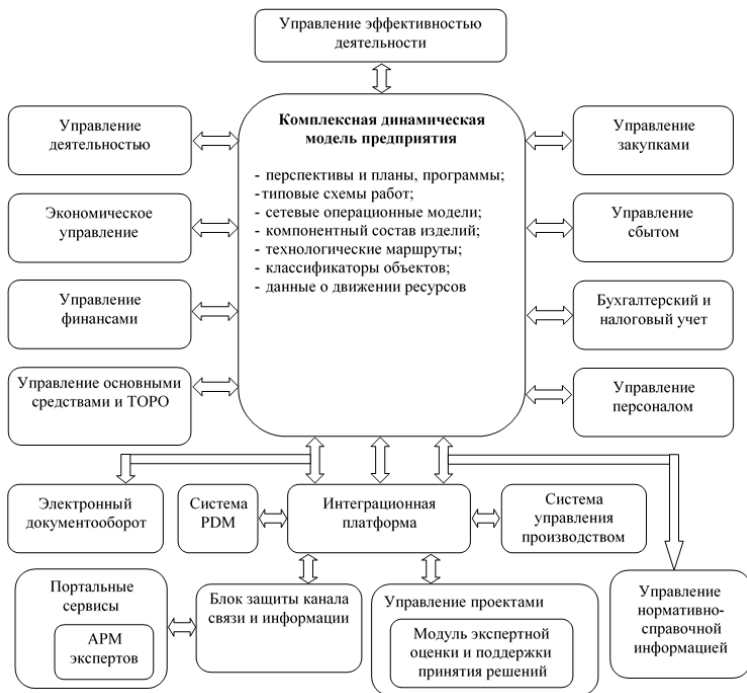 Управление эффективностью
деятельности
Комплексная динамическая
модель предприятия
- перспективы и планы, программы;
-типовые схемы работ;
- сетевые операционные модели;
- компонентный состав изделий;
- технологические маршруты;
- классификаторы объектов;
- данные о движении ресурсов
Управление
деятельностью
Экономическое
управление
Управление
финансами
Управление основными
средствами и ТОРО
Управление
закупками
Управление
сбытом
Бухгалтерский и
налоговый учет
Управление
персоналом
Электронный
документооборот
Система
PDM
Интеграционная
платформа
Система
управления
производством
Портальные
сервисы
АРМ
экспертов
Блок защиты канала
связи и информации
Управление проектами
Модуль экспертной
оценки и поддержки
принятия решений
Управление
нормативно-
справочной
информацией